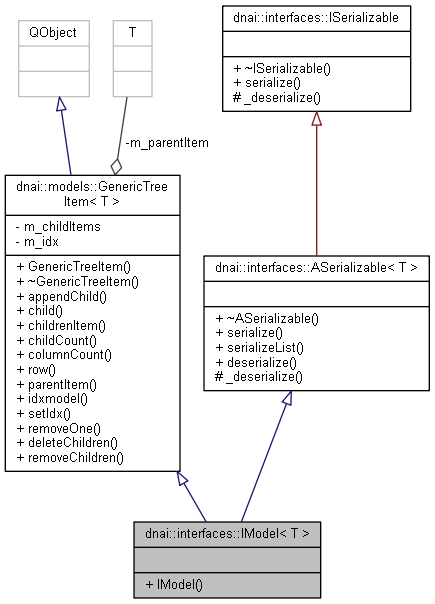 QObject
T
dnai::interfaces::ISerializable
+ ~ISerializable()
+ serialize()
# _deserialize()
-m_parentItem
dnai::models::GenericTree
Item< T >
- m_childItems
- m_idx
+ GenericTreeItem()
+ ~GenericTreeItem()
+ appendChild()
+ child()
+ childrenItem()
+ childCount()
+ columnCount()
+ row()
+ parentItem()
+ idxmodel()
+ setIdx()
+ removeOne()
+ deleteChildren()
+ removeChildren()
dnai::interfaces::ASerializable< T >
+ ~ASerializable()
+ serialize()
+ serializeList()
+ deserialize()
# _deserialize()
dnai::interfaces::IModel< T >
+ IModel()